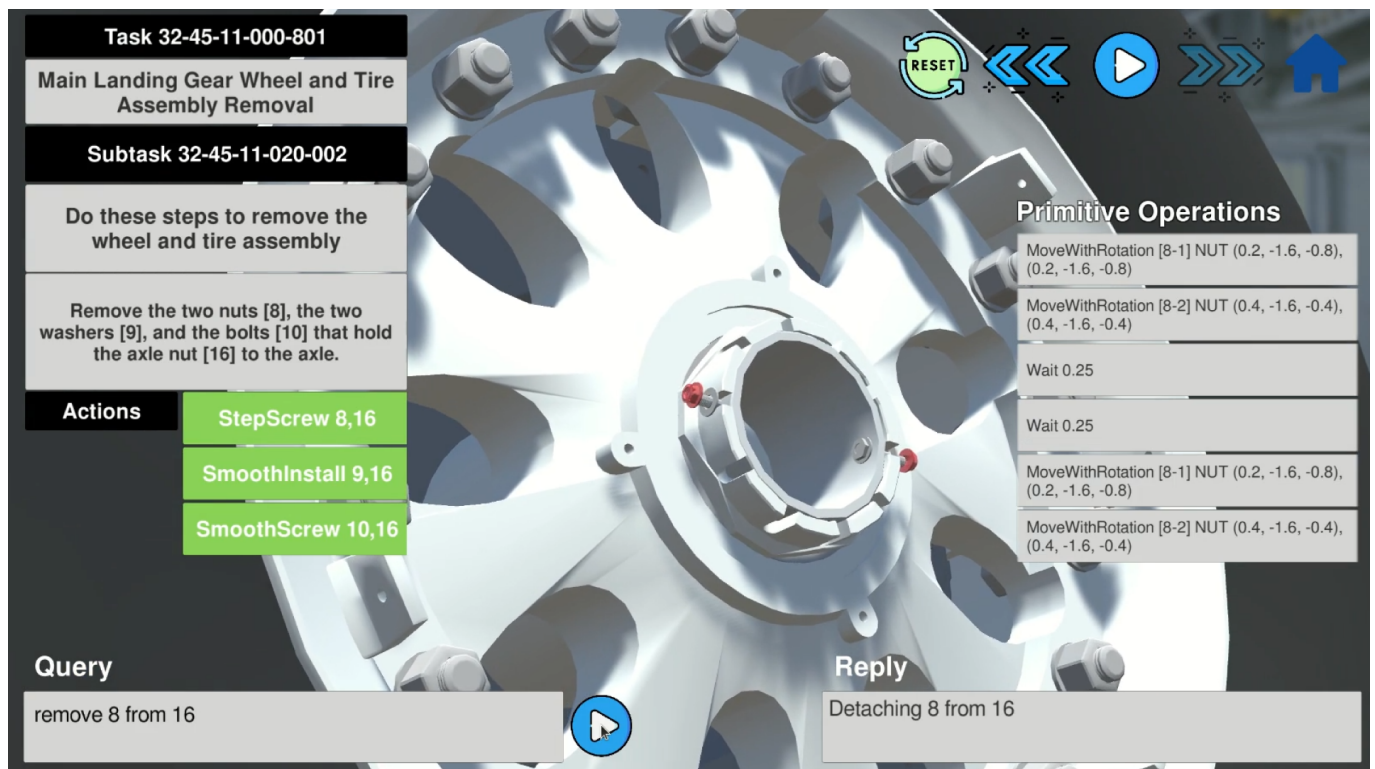 Task 32-45-11-000-801
Main Landing Gear Wheel and Tire
Assembly Removal
Subtask 32-45-11-020-002
Do these steps to remove the
wheel and tire assembly
Remove the two nuts [8], the two
washers [9], and the bolts [10] that hold
the axle nut [16] to the axle.
Actions
StepScrew 8,16
SmoothInstall 9,16
SmoothScrew 10,16
RESET
Primitive Operations
MoveWithRotation [8-1] NUT (0.2, -1.6, -0.8),
(0.2, -1.6, -0.8)
MoveWithRotation [8-2] NUT (0.4, -1.6, -0.4),
(0.4, -1.6, -0.4)
Wait 0.25
Wait 0.25
MoveWithRotation [8-1] NUT (0.2, -1.6, -0.8),
(0.2, -1.6, -0.8)
MoveWithRotation [8-2] NUT (0.4, -1.6, -0.4),
(0.4, -1.6, -0.4)
Query
remove 8 from 16
Reply
Detaching 8 from 16